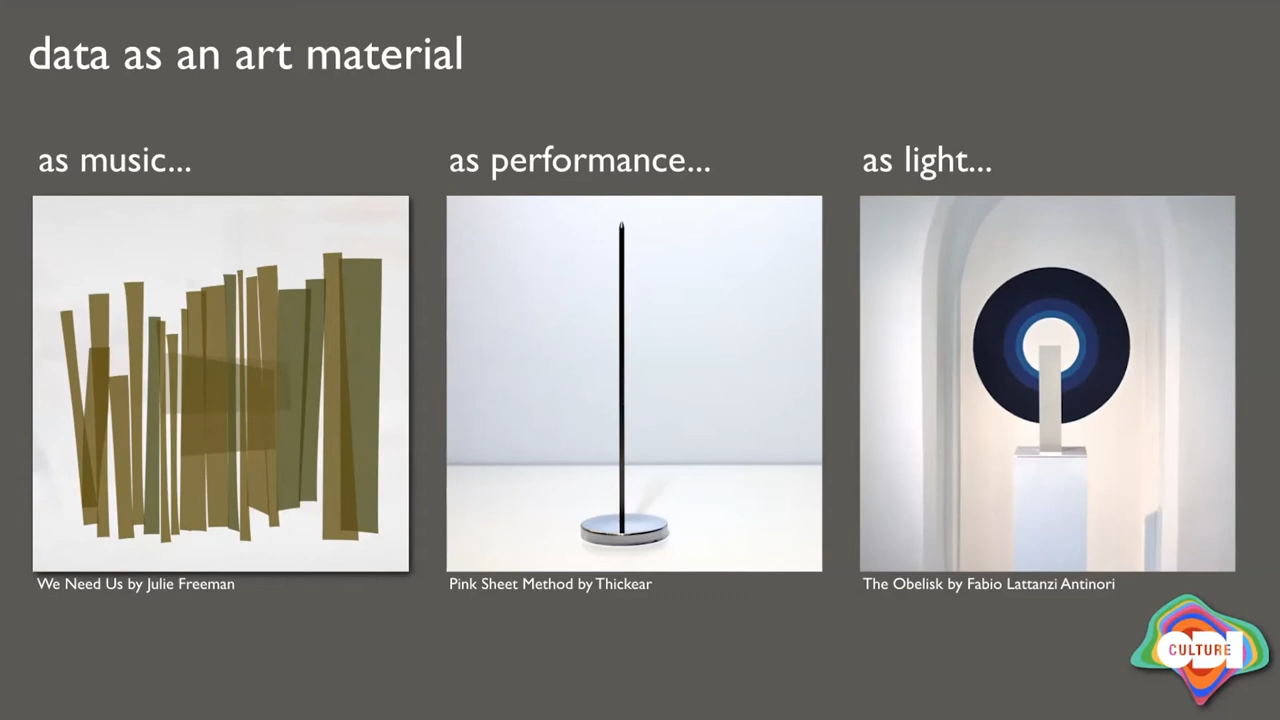 data as an art material
as music...
as performance...
as light...
We Need Us by Julie Freeman
Pink Sheet Method by Thickear
The Obelisk by Fabio Lattanzi Antinori
ODI
CULTURE